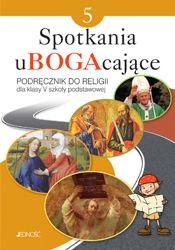 5
Spotkania
uBOGAcające
PODRĘCZNIK DO RELIGII
dla klasy V szkoły podstawowej
JEDNOŚĆ